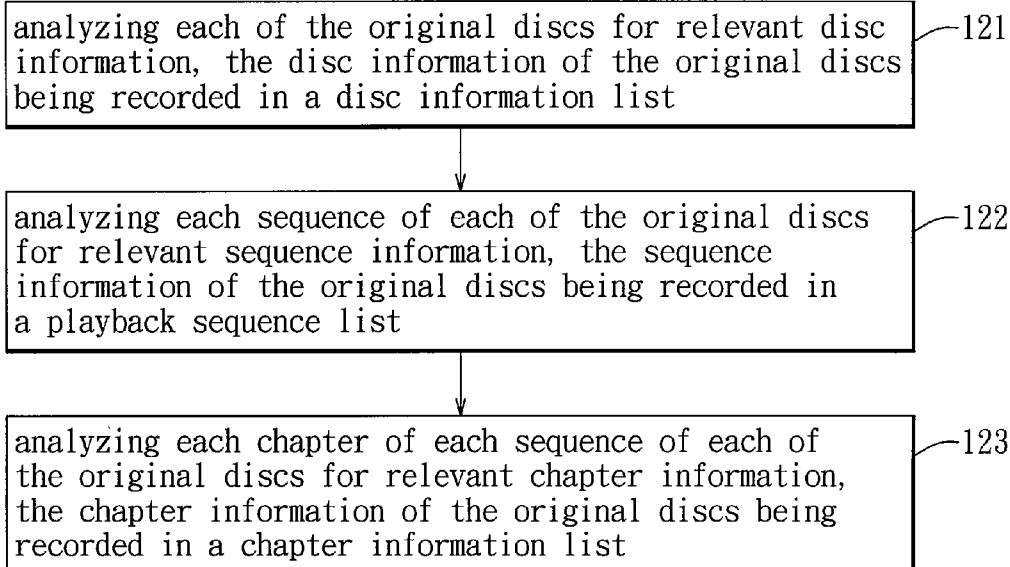 analyzing each of the original discs for relevant disc
information, the disc information of the original discs
being recorded in a disc information list
121
analyzing each sequence of each of the original discs
for relevant sequence information, the sequence
information of the original discs being recorded in
a playback sequence list
122
analyzing each chapter of each sequence of each of
the original discs for relevant chapter information,
the chapter information of the original discs being
recorded in a chapter information list
123